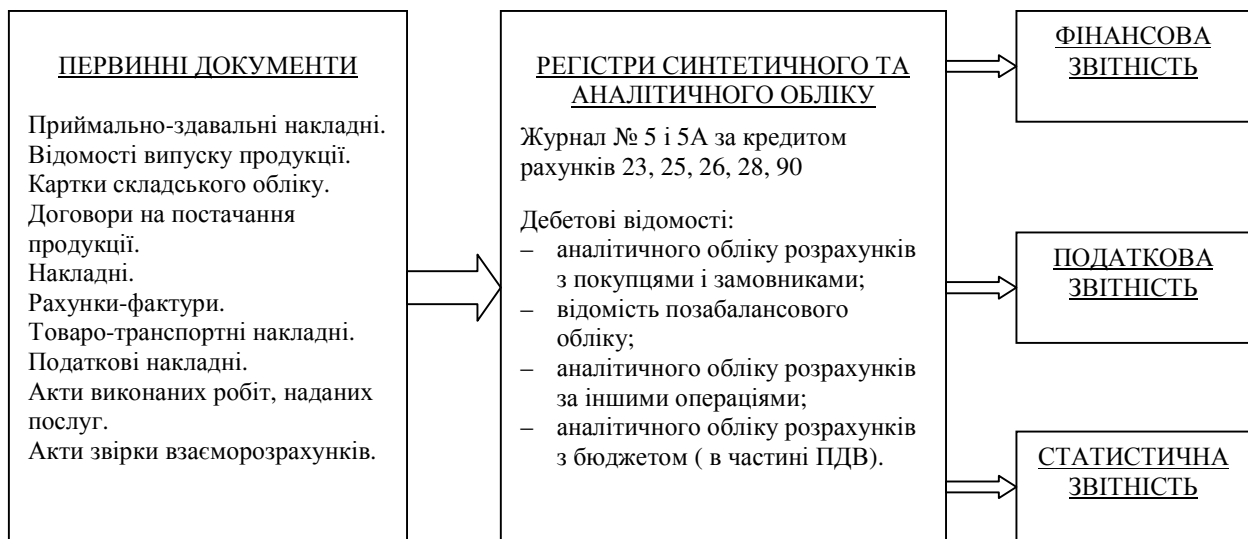 ПЕРВИННІ ДОКУМЕНТИ
Приймально-здавальні накладні.
Відомості випуску продукції.
Картки складського обліку.
Договори на постачання
продукції.
Накладні.
Рахунки-фактури.
Товаро-транспортні накладні.
Податкові накладні.
Акти виконаних робіт, наданих
послуг.
Акти звірки взаєморозрахунків.
РЕГІСТРИ СИНТЕТИЧНОГО ТА
АНАЛІТИЧНОГО ОБЛІКУ
Журнал № 5 і 5А за кредитом
рахунків 23, 25, 26, 28, 90
Дебетові відомості:
– аналітичного обліку розрахунків
з покупцями і замовниками;
– відомість позабалансового
обліку;
– аналітичного обліку розрахунків
за іншими операціями;
– аналітичного обліку розрахунків
з бюджетом ( в частині ПДВ).
ФІНАНСОВА
ЗВІТНІСТЬ
ПОДАТКОВА
ЗВІТНІСТЬ
СТАТИСТИЧНА
ЗВІТНІСТЬ